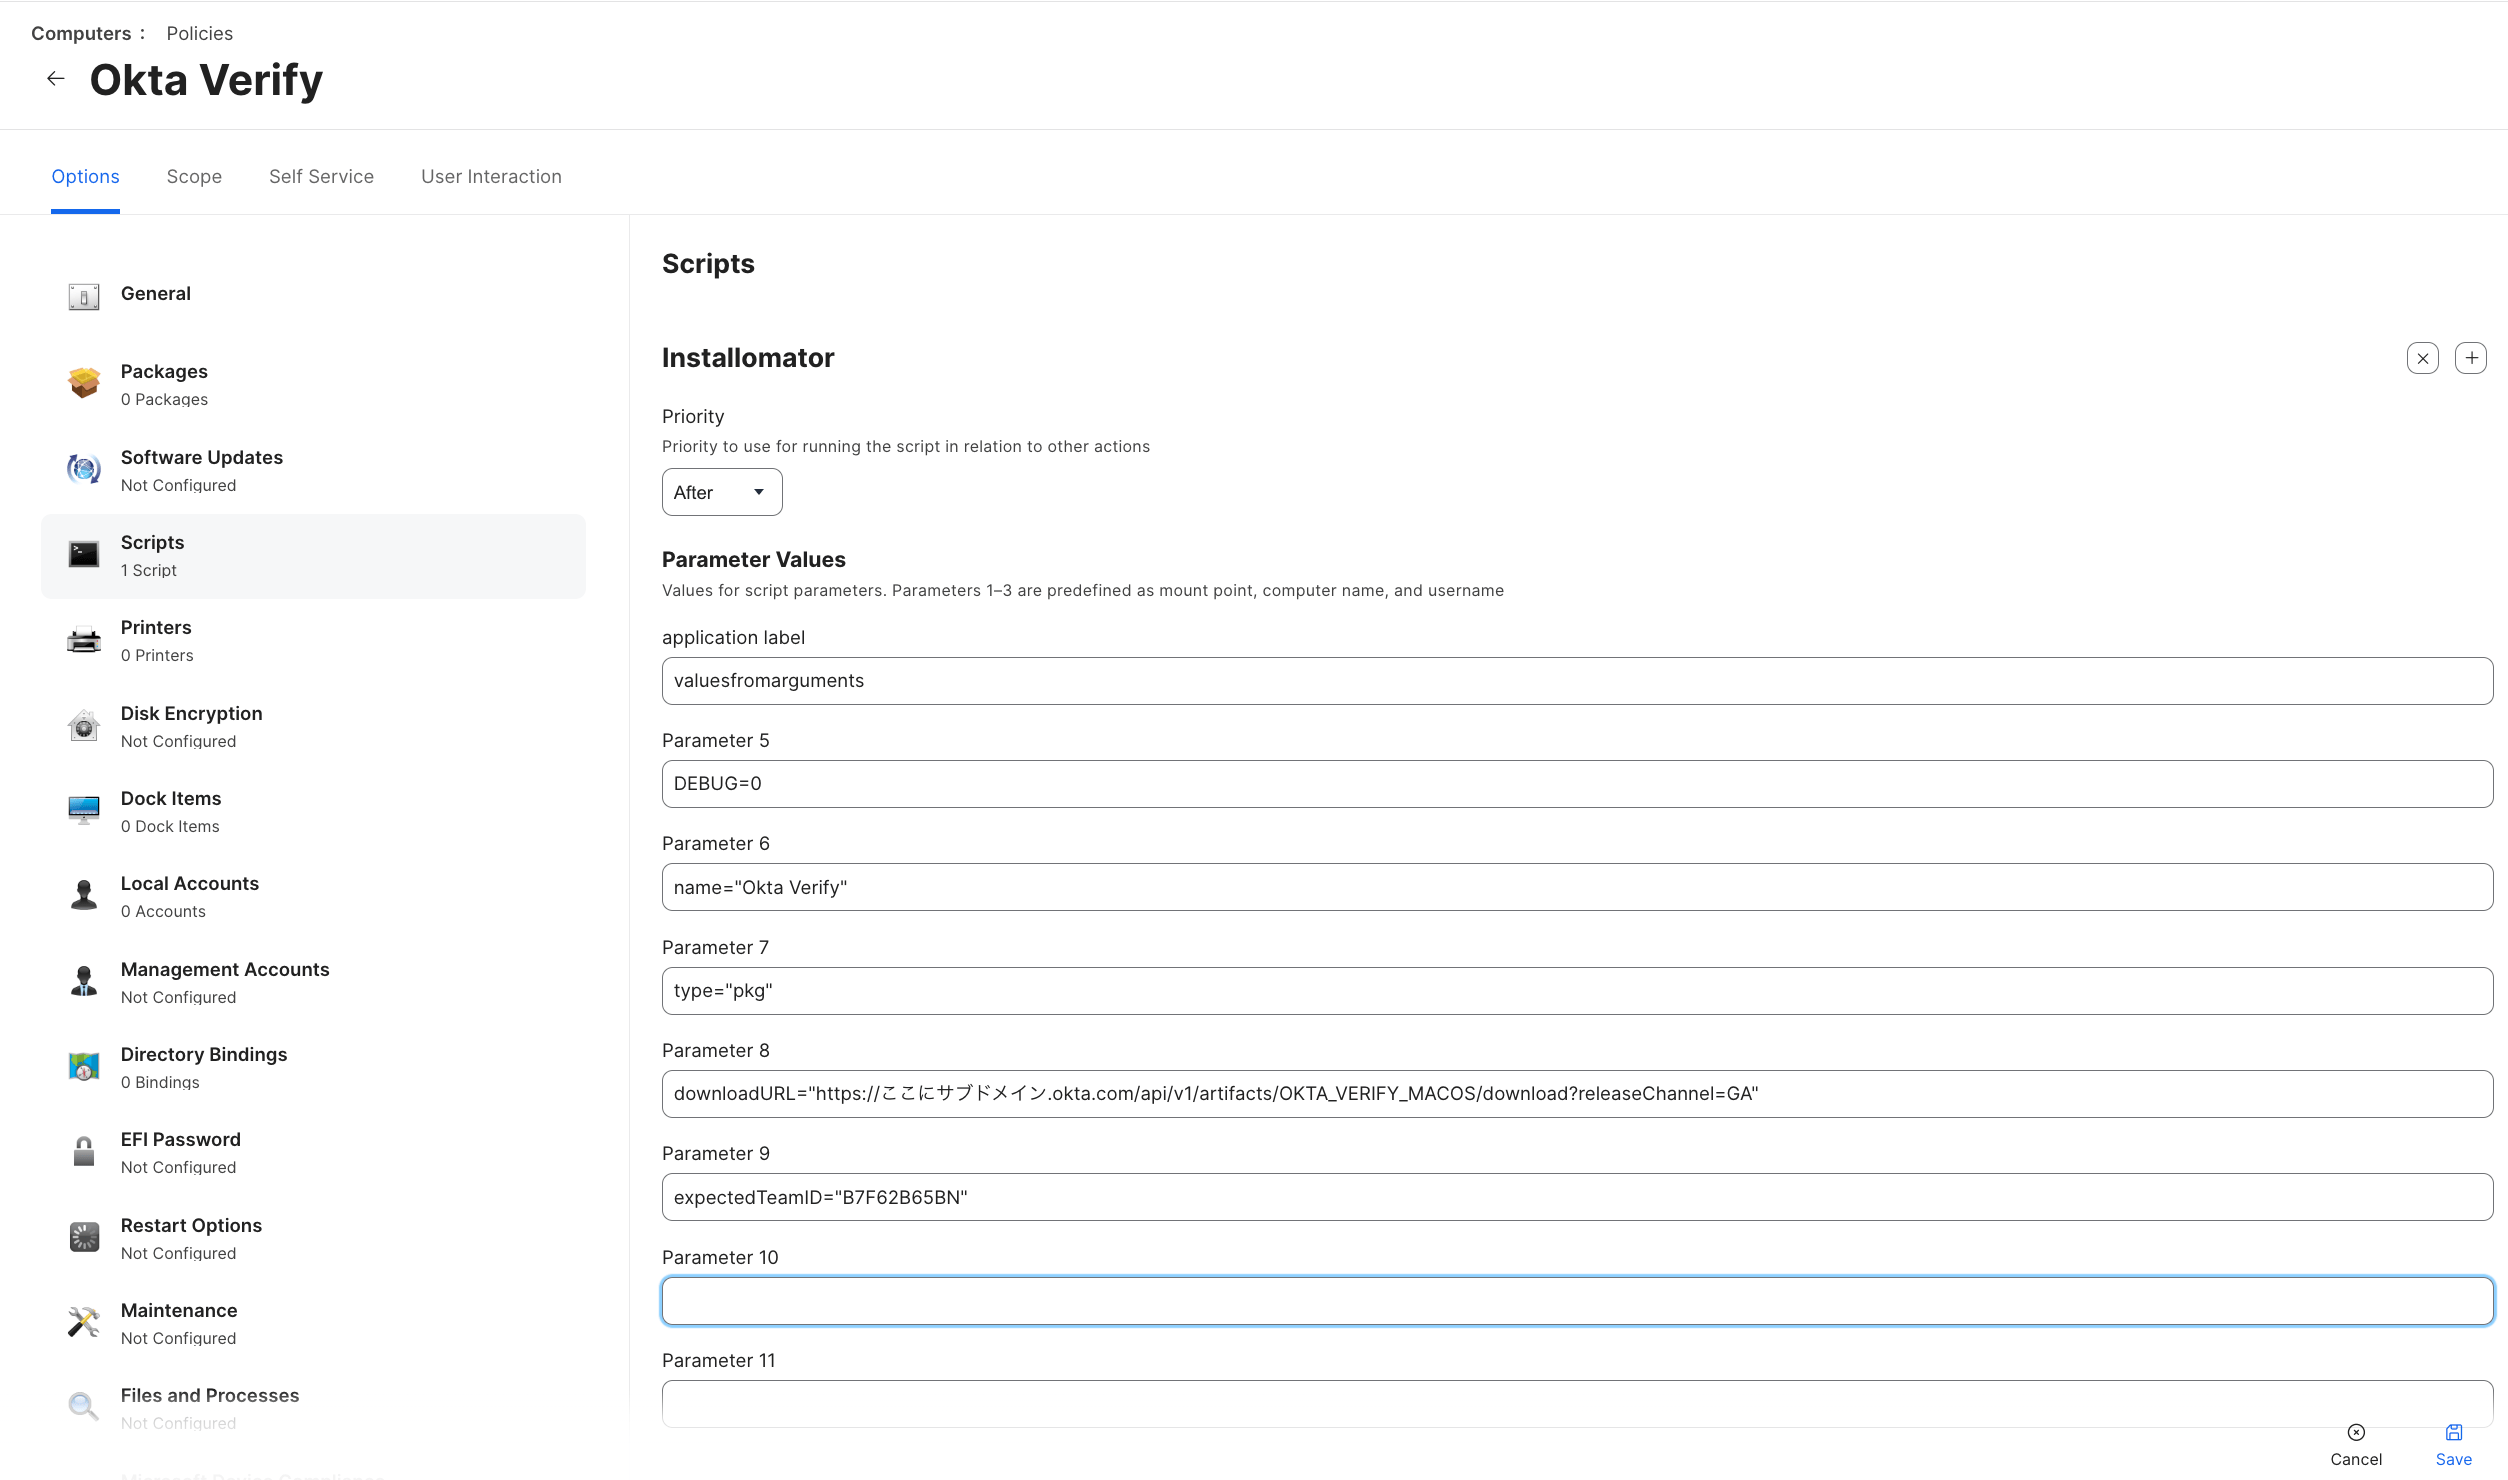 Computers : Policies
Okta Verify
Options Scope Self Service User Interaction
General
Packages
0 Packages
Software Updates
Not Configured
Scripts
1 Script
Printers
0 Printers
Disk Encryption
Not Configured
Dock Items
0 Dock Items
Local Accounts
0 Accounts
Management Accounts
Not Configured
Directory Bindings
0 Bindings
EFI Password
Not Configured
Restart Options
Not Configured
Maintenance
Not Configured
Files and Processes
Not Configured
Microsoft Device Compliance
Scripts
Installomator
Priority
Priority to use for running the script in relation to other actions
After
Parameter Values
Values for script parameters. Parameters 1–3 are predefined as mount point, computer name, and username
application label
valuesfromarguments
Parameter 5
DEBUG=0
Parameter 6
name="Okta Verify"
Parameter 7
type="pkg"
Parameter 8
downloadURL="https://ここにサブドメイン.okta.com/api/v1/artifacts/OKTA_VERIFY_MACOS/download?releaseChannel=GA"
Parameter 9
expectedTeamID="B7F62B65BN"
Parameter 10
Parameter 11
Cancel Save